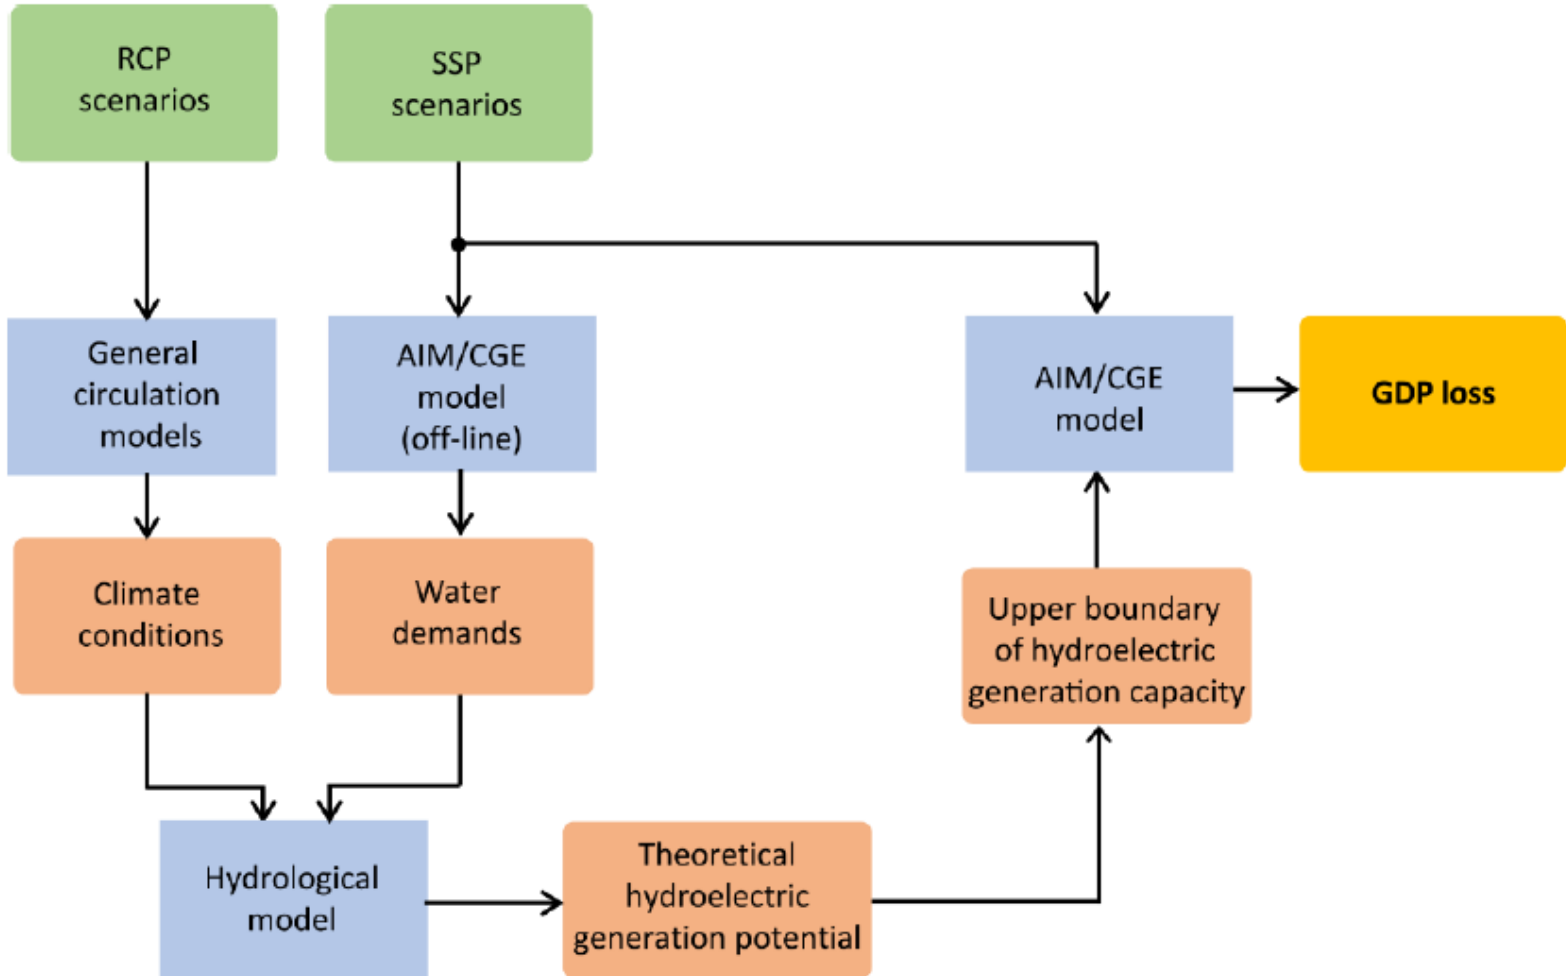 RCP
scenarios
SSP
scenarios
General
circulation
models
AIM/CGE
model
(off-line)
AIM/CGE
model
GDP loss
Climate
conditions
Water
demands
Upper boundary
of hydroelectric
generation capacity
Hydrological
model
Theoretical
hydroelectric
generation potential